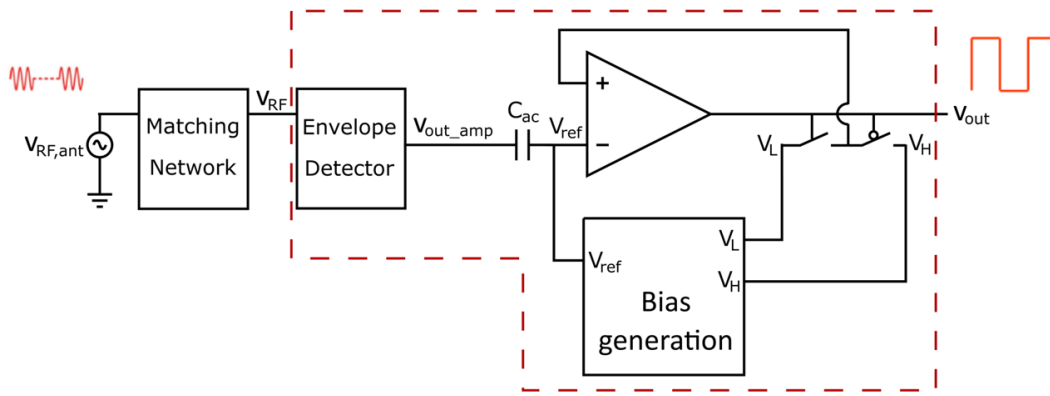 V_RF,ant
Matching
Network
V_RF
Envelope
Detector
V_out_amp
C_ac
V_ref
+
−
V_L
V_H
V_out
V_ref
V_L
V_H
Bias
generation